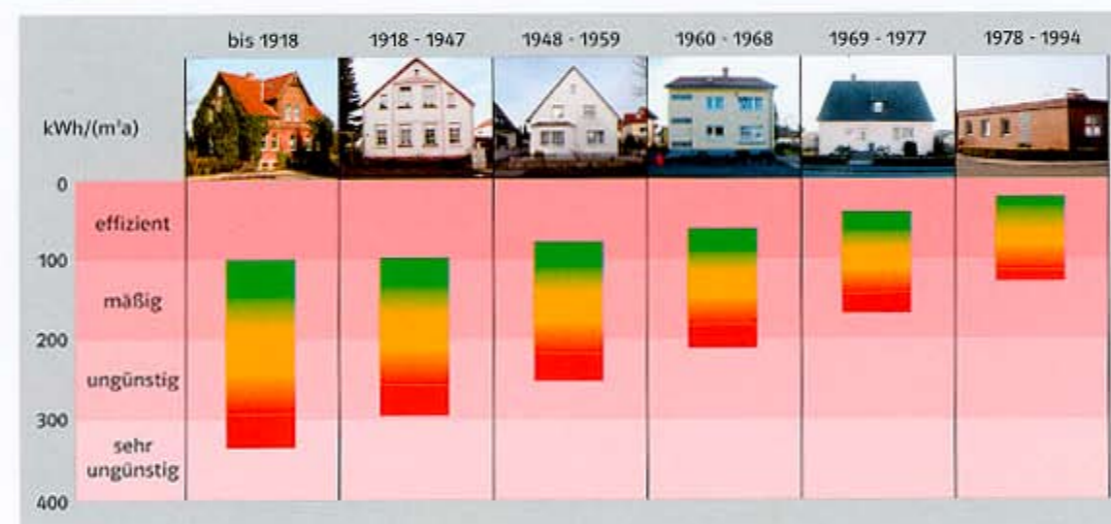 bis 1918
1918 - 1947
1948 - 1959
1960 - 1968
1969 - 1977
1978 - 1994
kWh/(m²a)
0
effizient
100
mäßig
200
ungünstig
300
sehr
ungünstig
400